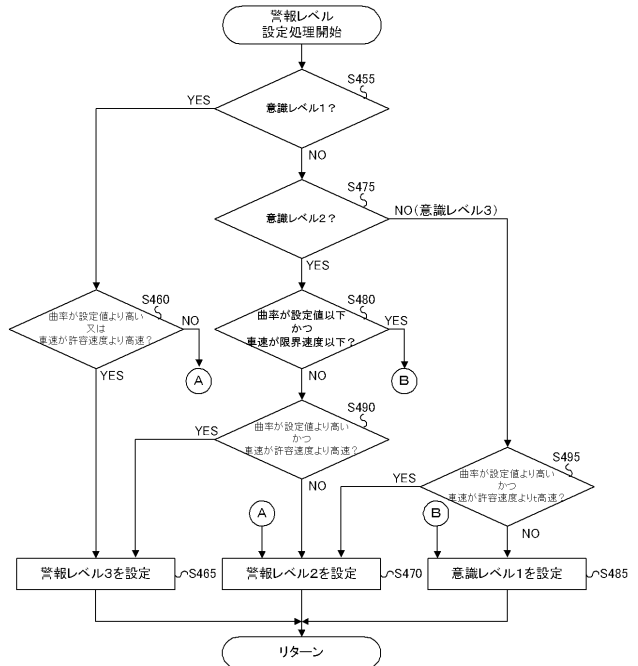 警報レベル
設定処理開始
S455
意識レベル1?
YES
NO
S475
意識レベル2?
NO(意識レベル3)
YES
S460
曲率が設定値より高い
又は
車速が許容速度より高速?
NO
YES
A
S480
曲率が設定値以下
かつ
車速が限界速度以下?
YES
NO
B
S490
曲率が設定値より高い
かつ
車速が許容速度より高速?
YES
NO
S495
曲率が設定値より高い
かつ
車速が許容速度よりt高速?
YES
NO
A
B
警報レベル3を設定
S465
警報レベル2を設定
S470
意識レベル1を設定
S485
リターン